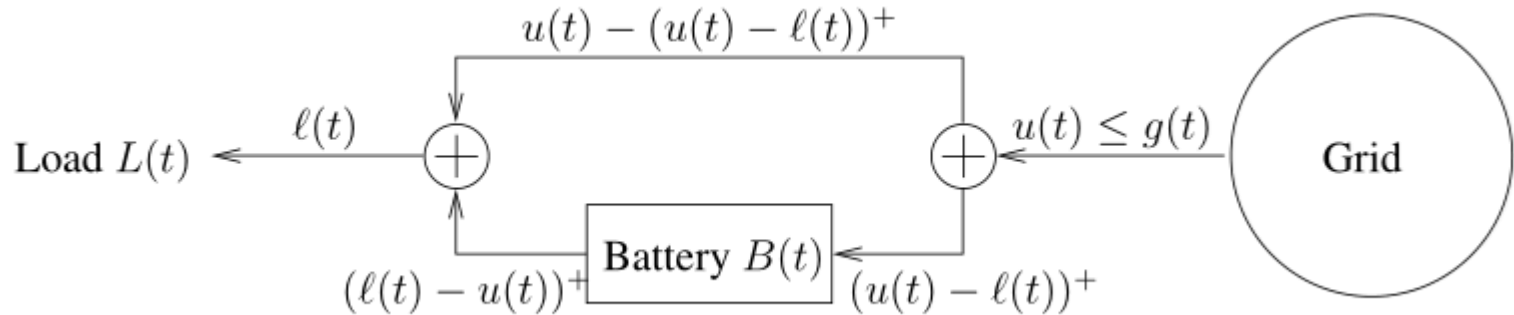 u(t) − (u(t) − ℓ(t))⁺
ℓ(t)
u(t) ≤ g(t)
Load L(t)
Grid
Battery B(t)
(ℓ(t) − u(t))⁺
(u(t) − ℓ(t))⁺